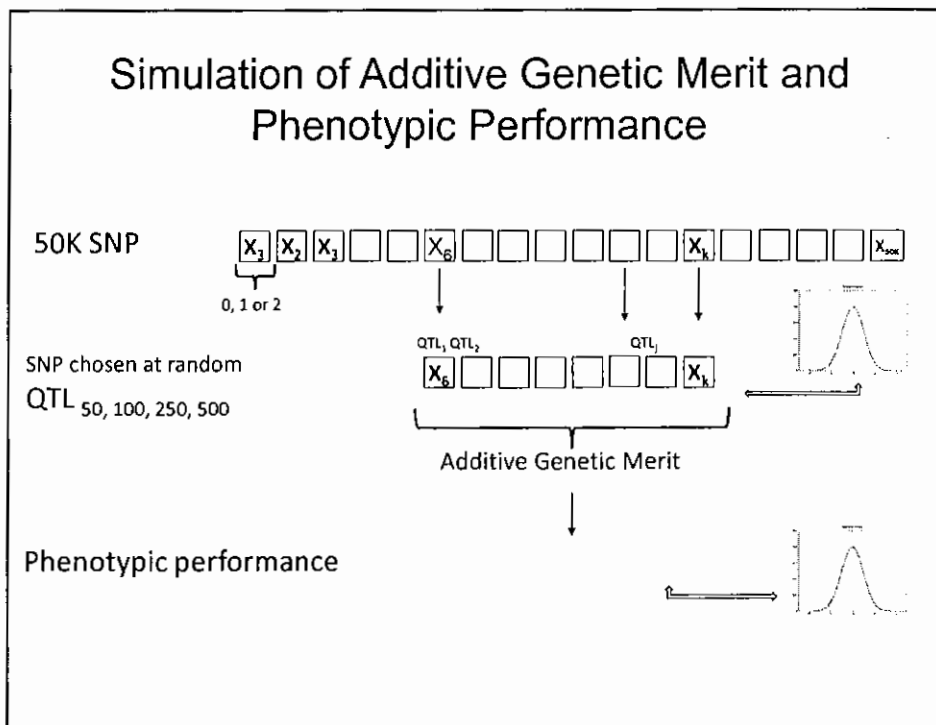 Simulation of Additive Genetic Merit and
Phenotypic Performance
50K SNP
X3 X2 X3 X6 Xk X50K
0, 1 or 2
QTL1 QTL2 QTLj
SNP chosen at random
X6 Xk
QTL 50, 100, 250, 500
Additive Genetic Merit
Phenotypic performance